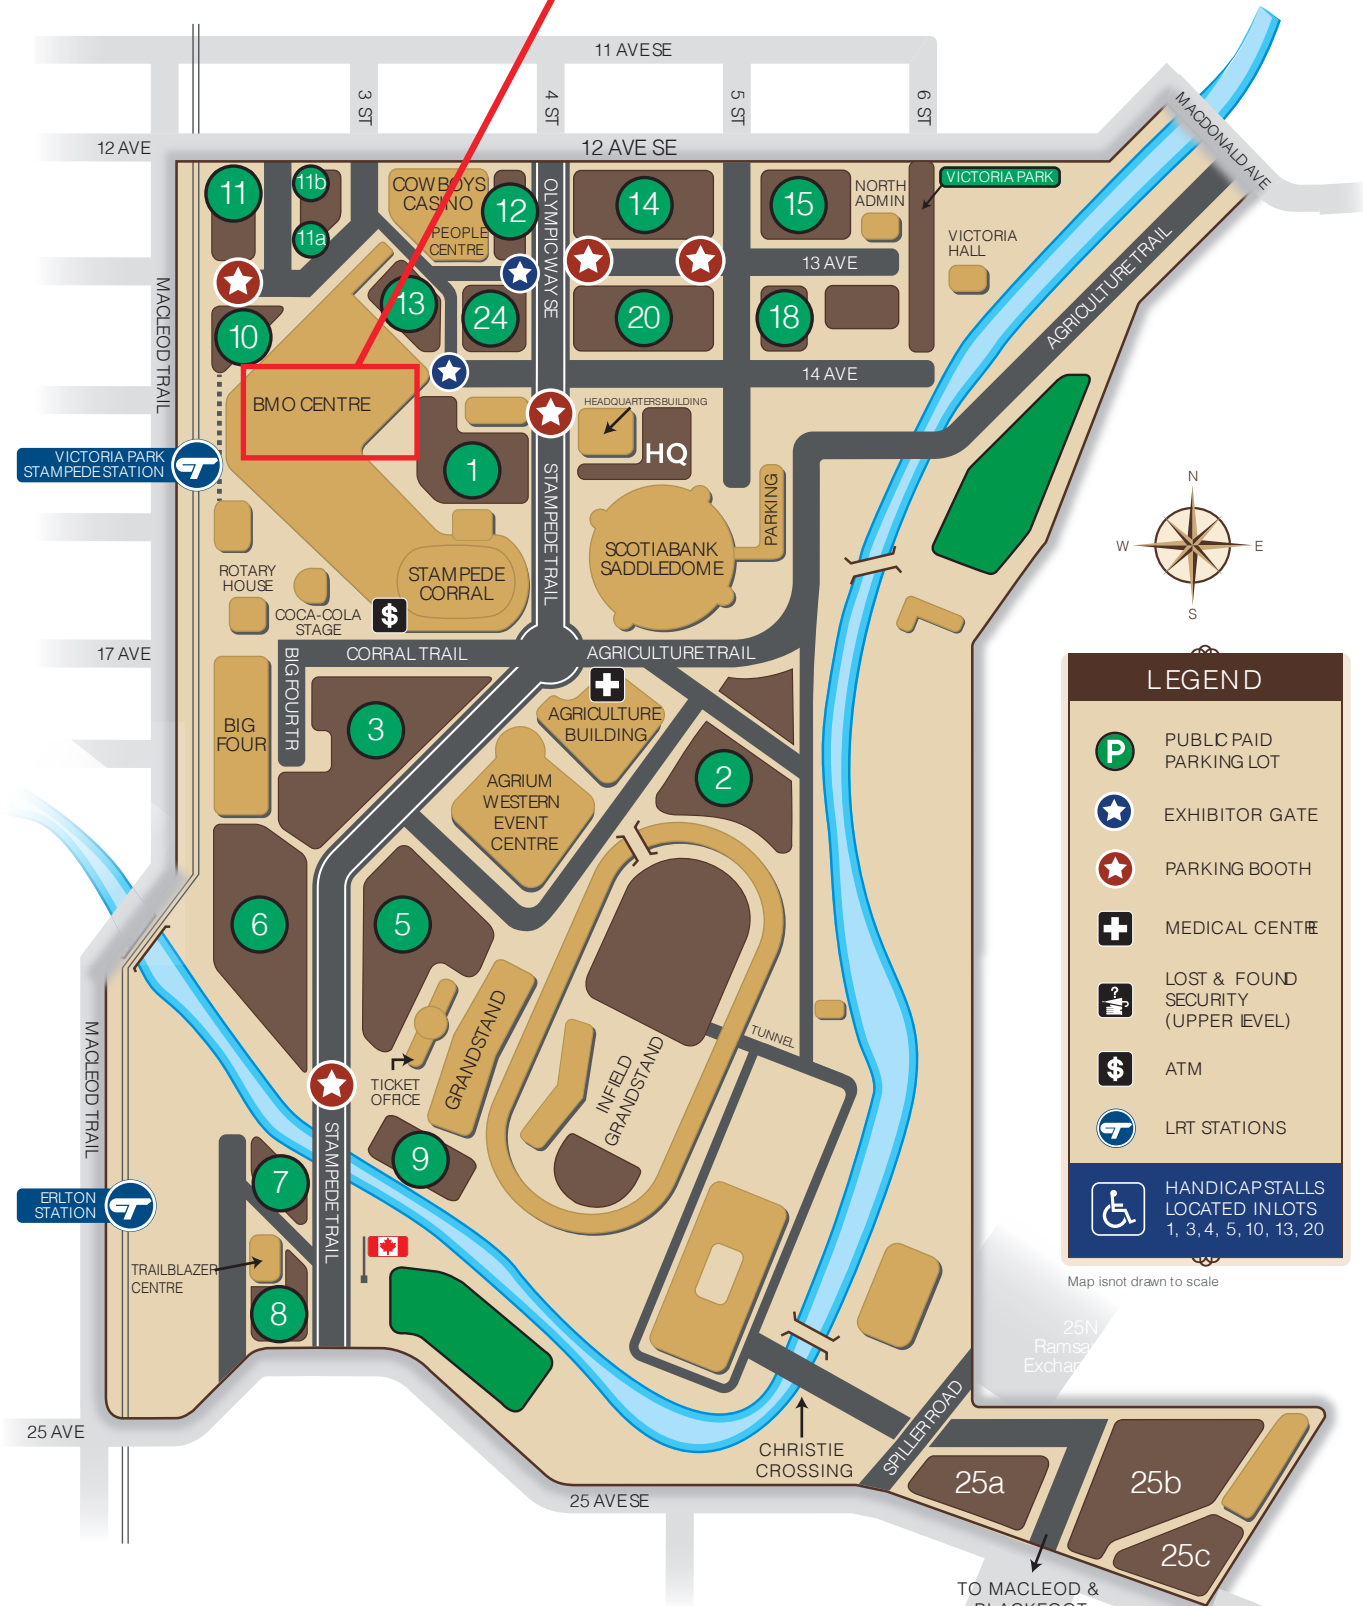 11 AVE SE
3 ST
4 ST
5 ST
6 ST
12 AVE
12 AVE SE
MACDONALD AVE
11
11b
11a
COWBOYS
CASINO
PEOPLE
CENTRE
12
OLYMPIC WAY SE
14
15
NORTH
ADMIN
VICTORIA PARK
VICTORIA
HALL
13 AVE
AGRICULTURE TRAIL
MACLEOD TRAIL
10
13
24
20
18
14 AVE
BMO CENTRE
HEADQUARTERS BUILDING
HQ
1
VICTORIA PARK
STAMPEDE STATION
STAMPEDE TRAIL
PARKING
SCOTIABANK
SADDLEDOME
N
W
E
S
ROTARY
HOUSE
COCA-COLA
STAGE
$
STAMPEDE
CORRAL
17 AVE
BIG FOUR TR
CORRAL TRAIL
AGRICULTURE TRAIL
BIG
FOUR
3
AGRICULTURE
BUILDING
2
AGRIUM
WESTERN
EVENT
CENTRE
6
5
GRANDSTAND
INFIELD
GRANDSTAND
TUNNEL
TICKET
OFFICE
MACLEOD TRAIL
STAMPEDE TRAIL
9
7
ERLTON
STATION
TRAILBLAZER
CENTRE
8
25 AVE
CHRISTIE
CROSSING
SPILLER ROAD
25 AVE SE
25a
25b
25c
TO MACLEOD &
BLACKFOOT
LEGEND
P
PUBLIC PAID
PARKING LOT
EXHIBITOR GATE
PARKING BOOTH
MEDICAL CENTRE
?
LOST & FOUND
SECURITY
(UPPER LEVEL)
$
ATM
LRT STATIONS
HANDICAP STALLS
LOCATED IN LOTS
1, 3, 4, 5, 10, 13, 20
Map is not drawn to scale
25N